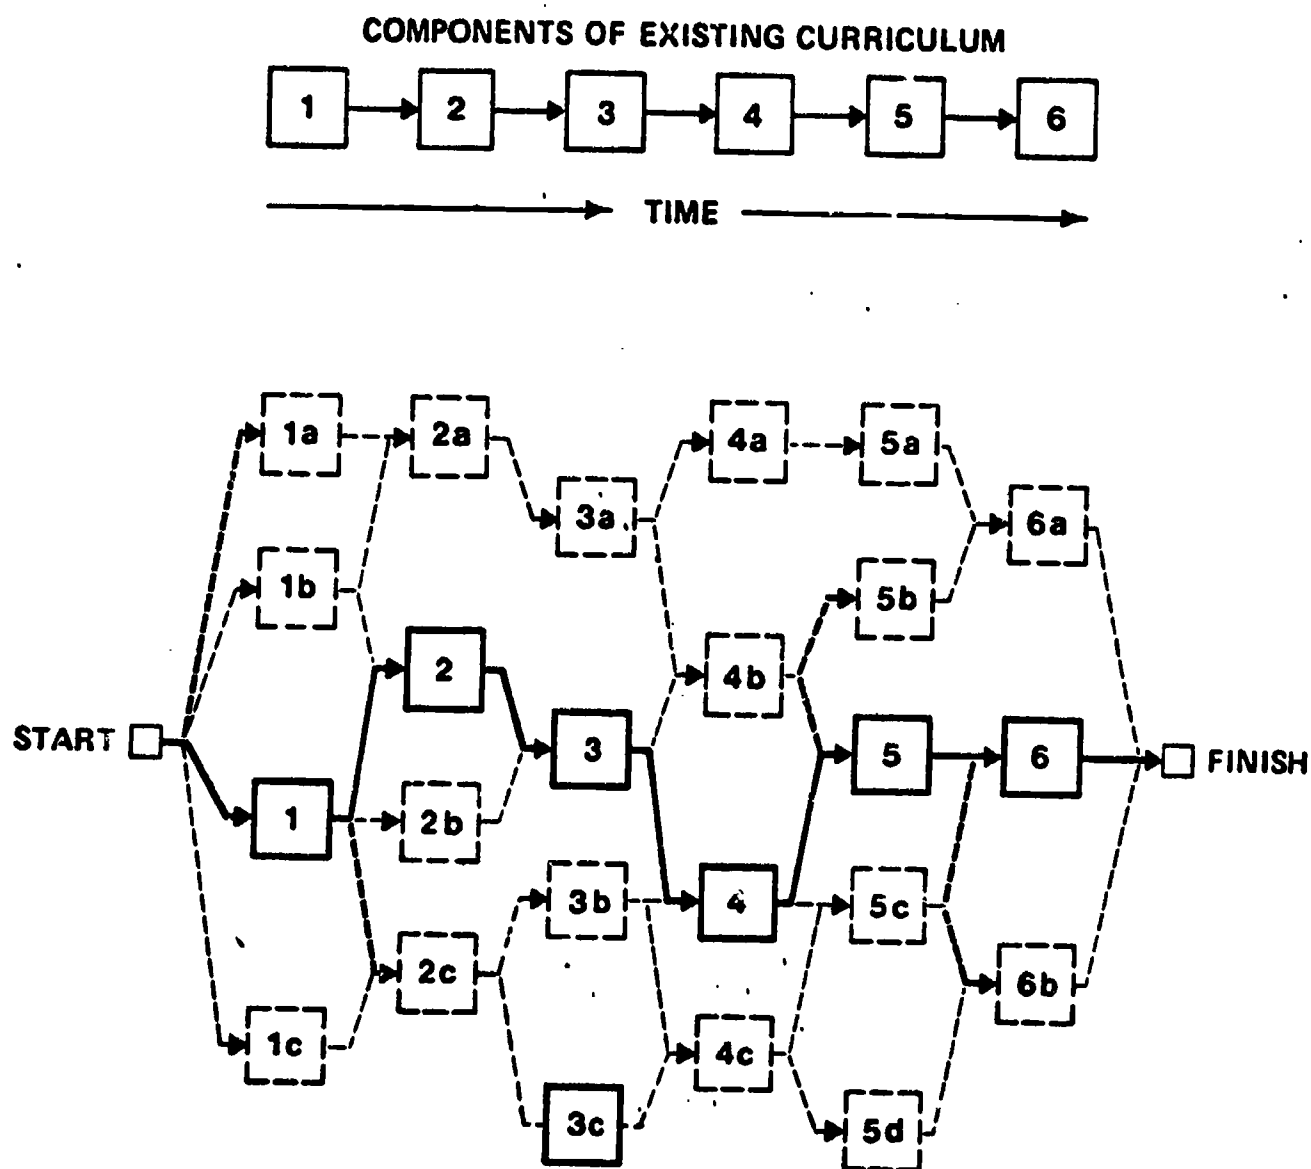 COMPONENTS OF EXISTING CURRICULUM
1 2 3 4 5 6
TIME
1a 2a 4a 5a
3a 6a
1b 5b
2 4b
START 3 5 6 FINISH
1 2b
3b 4 5c
2c 6b
1c 4c
3c 5d